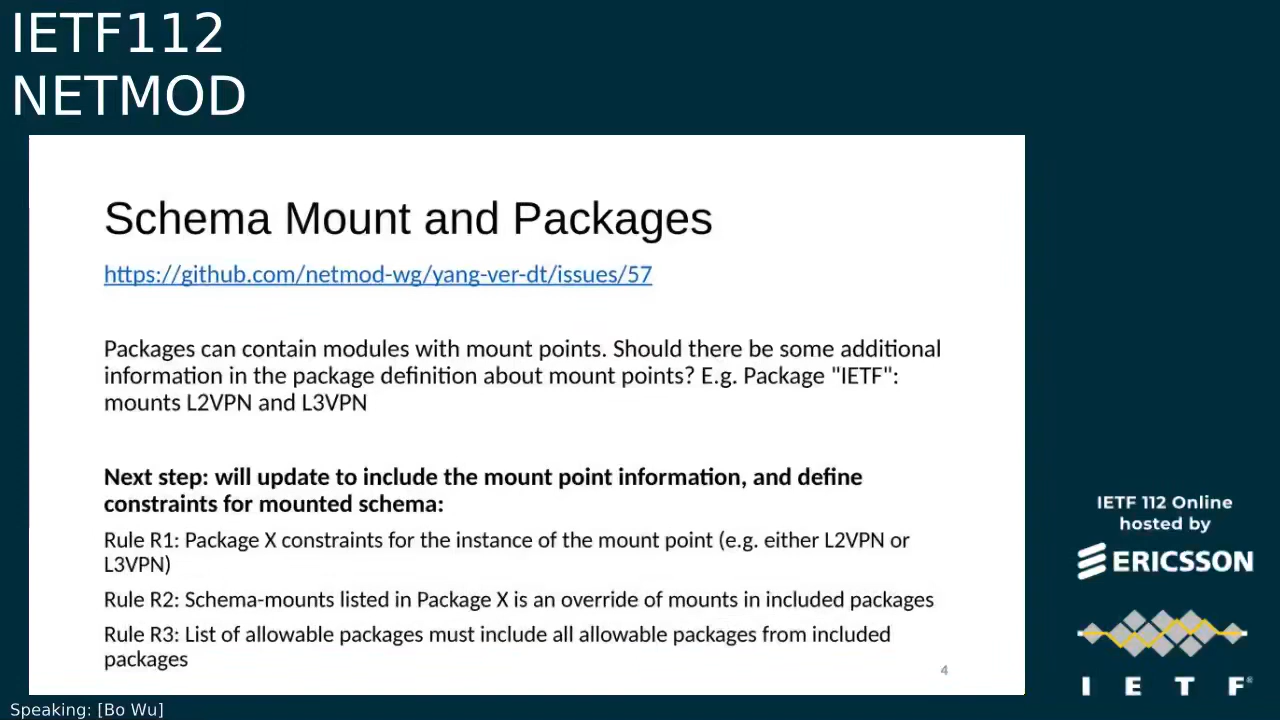 IETF112
NETMOD
Schema Mount and Packages
https://github.com/netmod-wg/yang-ver-dt/issues/57
Packages can contain modules with mount points. Should there be some additional
information in the package definition about mount points? E.g. Package "IETF":
mounts L2VPN and L3VPN
Next step: will update to include the mount point information, and define
constraints for mounted schema:
Rule R1: Package X constraints for the instance of the mount point (e.g. either L2VPN or
L3VPN)
Rule R2: Schema-mounts listed in Package X is an override of mounts in included packages
Rule R3: List of allowable packages must include all allowable packages from included
packages
4
IETF 112 Online
hosted by
ERICSSON
I E T F®
Speaking: [Bo Wu]